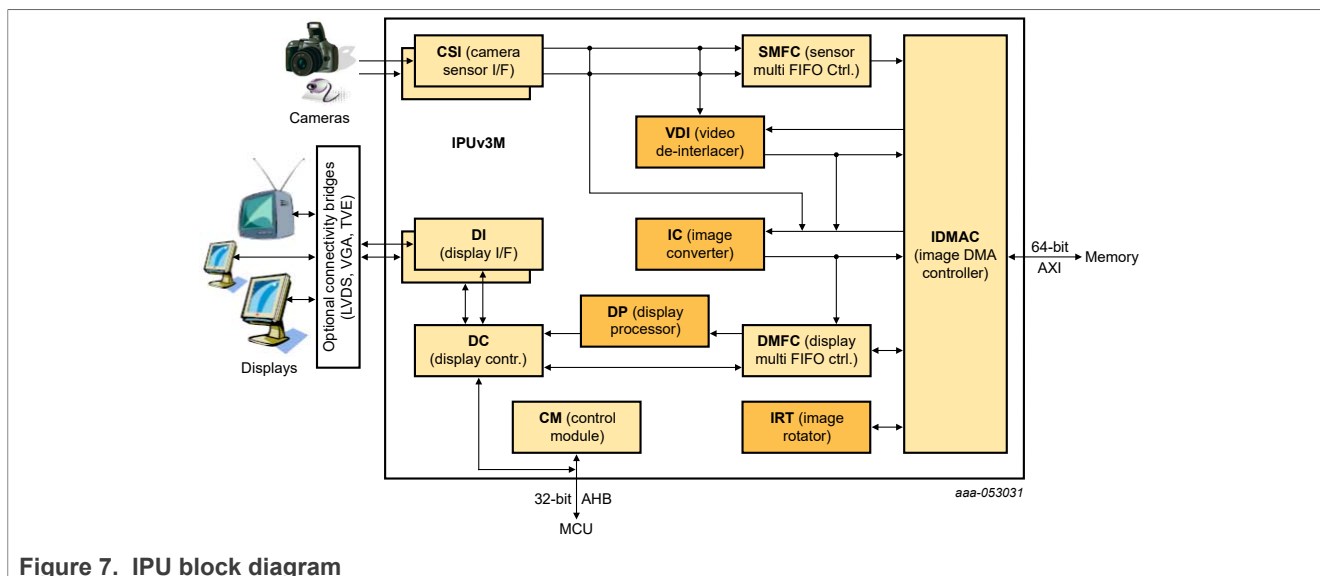 CSI (camera
sensor I/F)
SMFC (sensor
multi FIFO Ctrl.)
Cameras
IPUv3M
VDI (video
de-interlacer)
Optional connectivity bridges
(LVDS, VGA, TVE)
DI
(display I/F)
IC (image
converter)
IDMAC
(image DMA
controller)
64-bit
AXI
Memory
DP (display
processor)
DC
(display contr.)
DMFC (display
multi FIFO ctrl.)
Displays
CM (control
module)
IRT (image
rotator)
aaa-053031
32-bit AHB
MCU
Figure 7. IPU block diagram